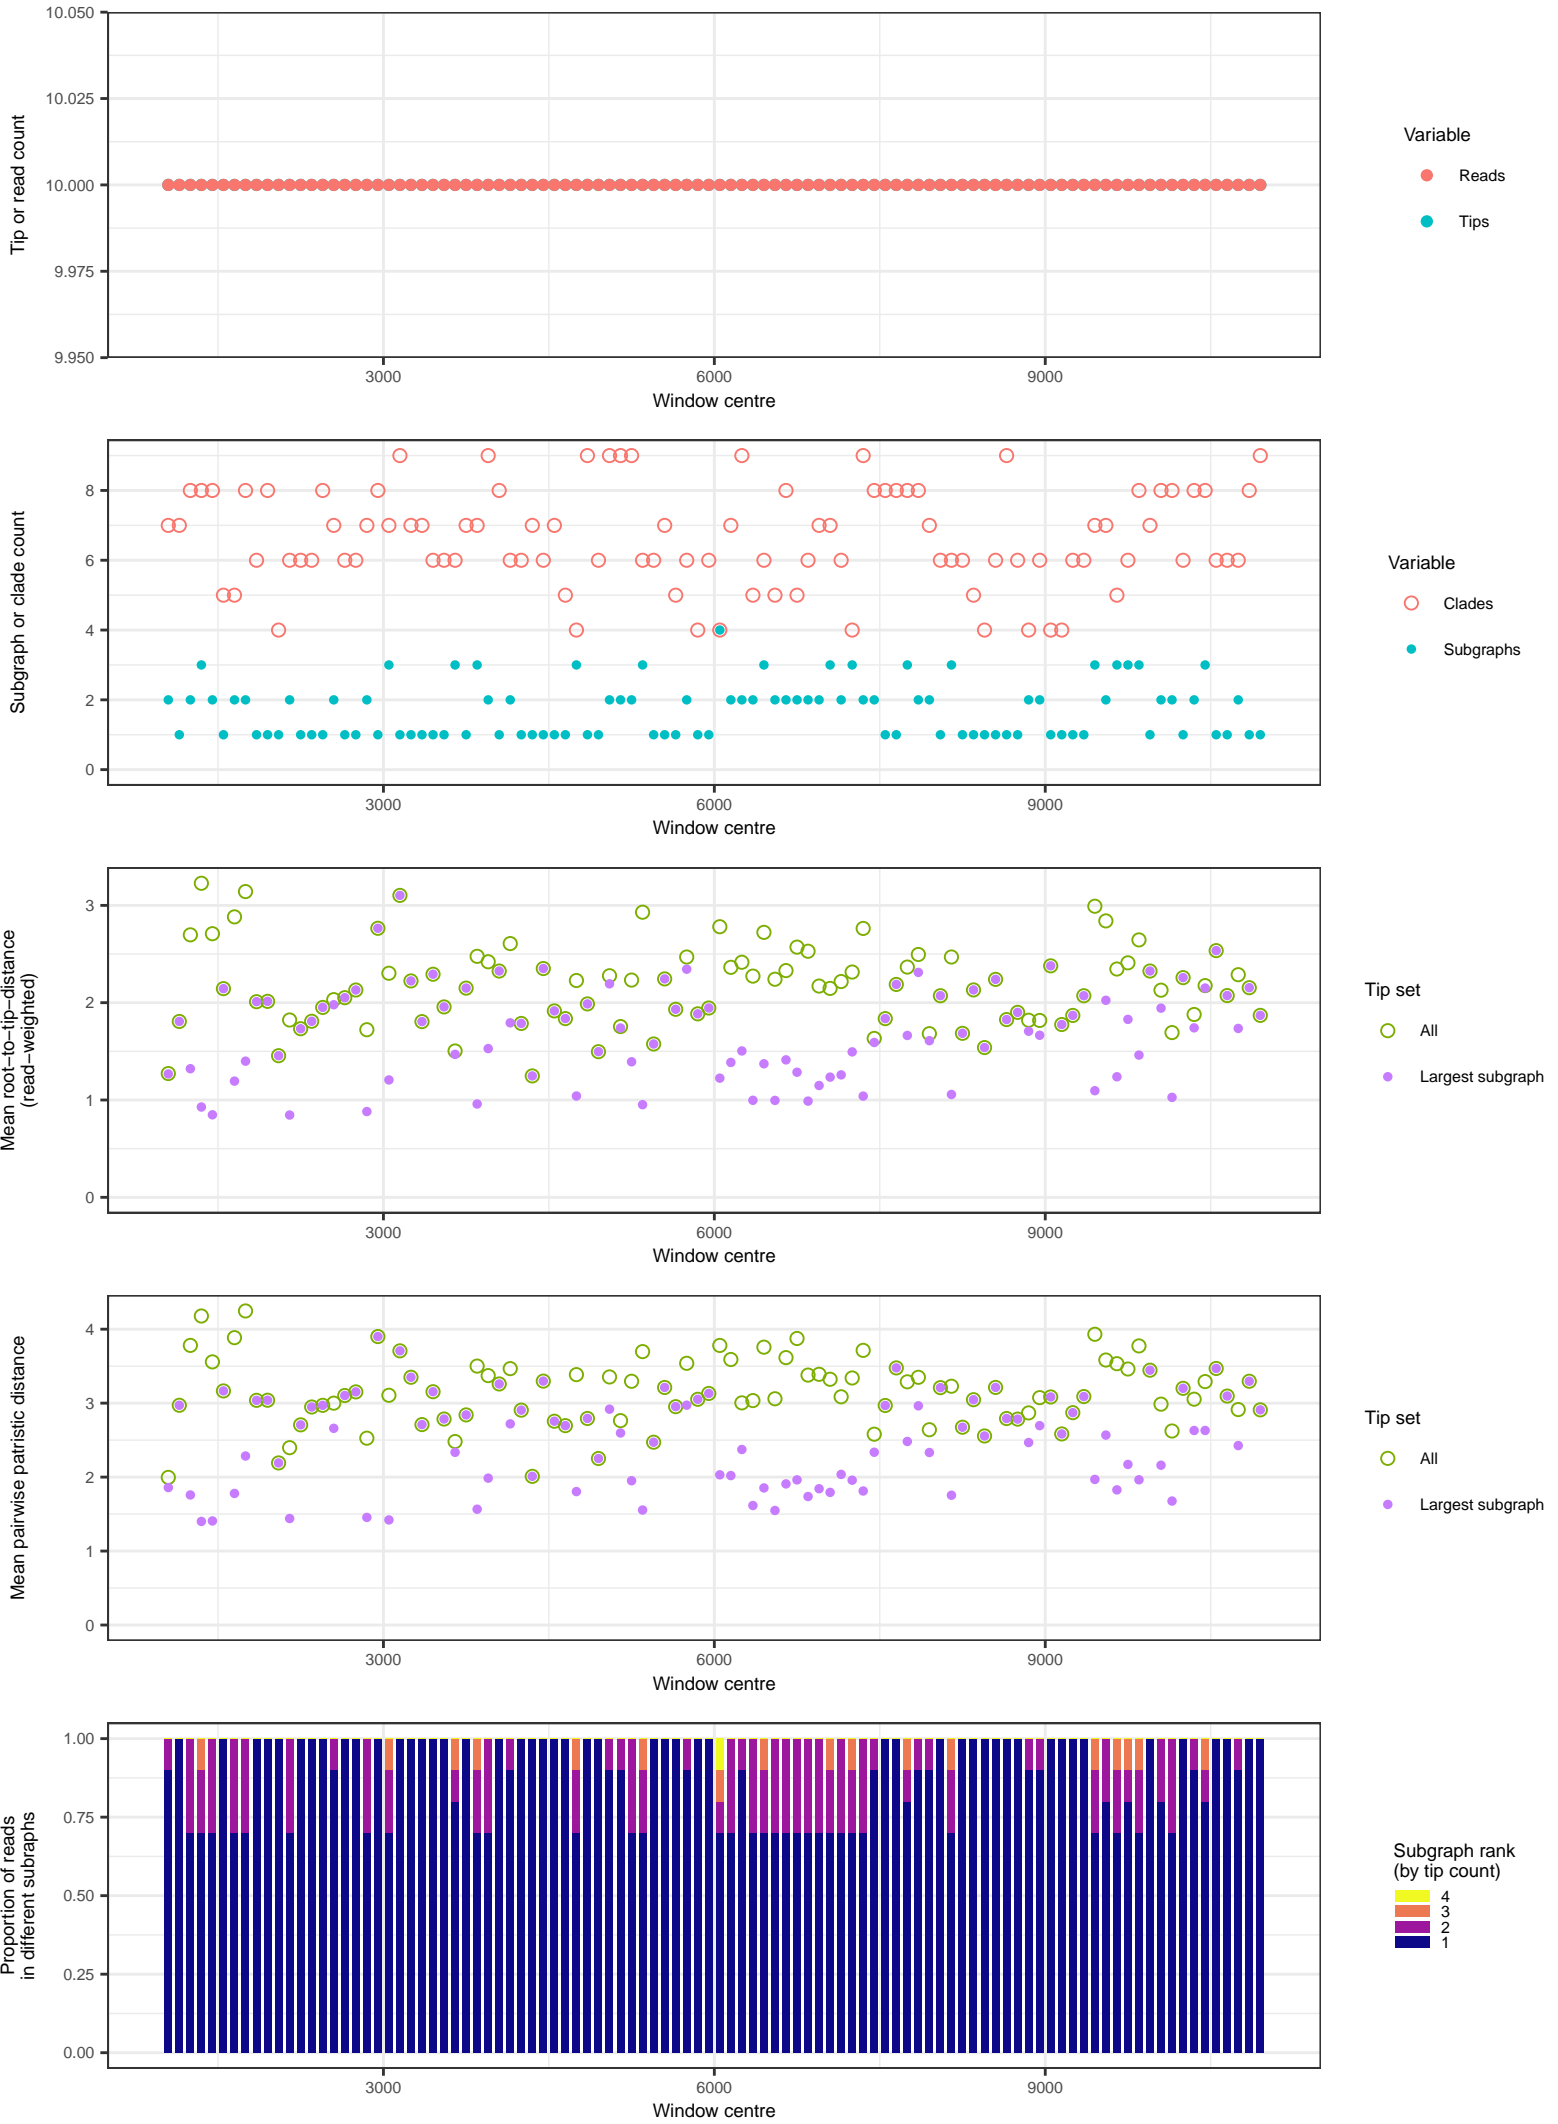 10.050
10.025
10.000
9.975
9.950
Tip or read count
3000
6000
9000
Window centre
Variable
Reads
Tips
8
6
4
2
0
Subgraph or clade count
3000
6000
9000
Window centre
Variable
Clades
Subgraphs
3
2
1
0
Mean root−to−tip−distance
(read−weighted)
3000
6000
9000
Window centre
Tip set
All
Largest subgraph
4
3
2
1
0
Mean pairwise patristic distance
3000
6000
9000
Window centre
Tip set
All
Largest subgraph
1.00
0.75
0.50
0.25
0.00
Proportion of reads
in different subraphs
3000
6000
9000
Window centre
Subgraph rank
(by tip count)
4
3
2
1